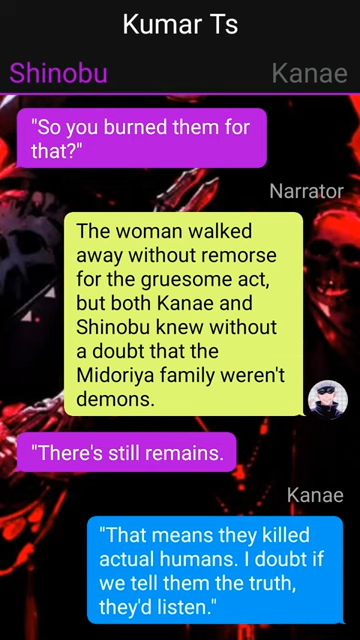 Kumar Ts
Shinobu
Kanae
"So you burned them for
that?"
Narrator
The woman walked
away without remorse
for the gruesome act,
but both Kanae and
Shinobu knew without
a doubt that the
Midoriya family weren't
demons.
"There's still remains.
Kanae
"That means they killed
actual humans. I doubt if
we tell them the truth,
they'd listen."